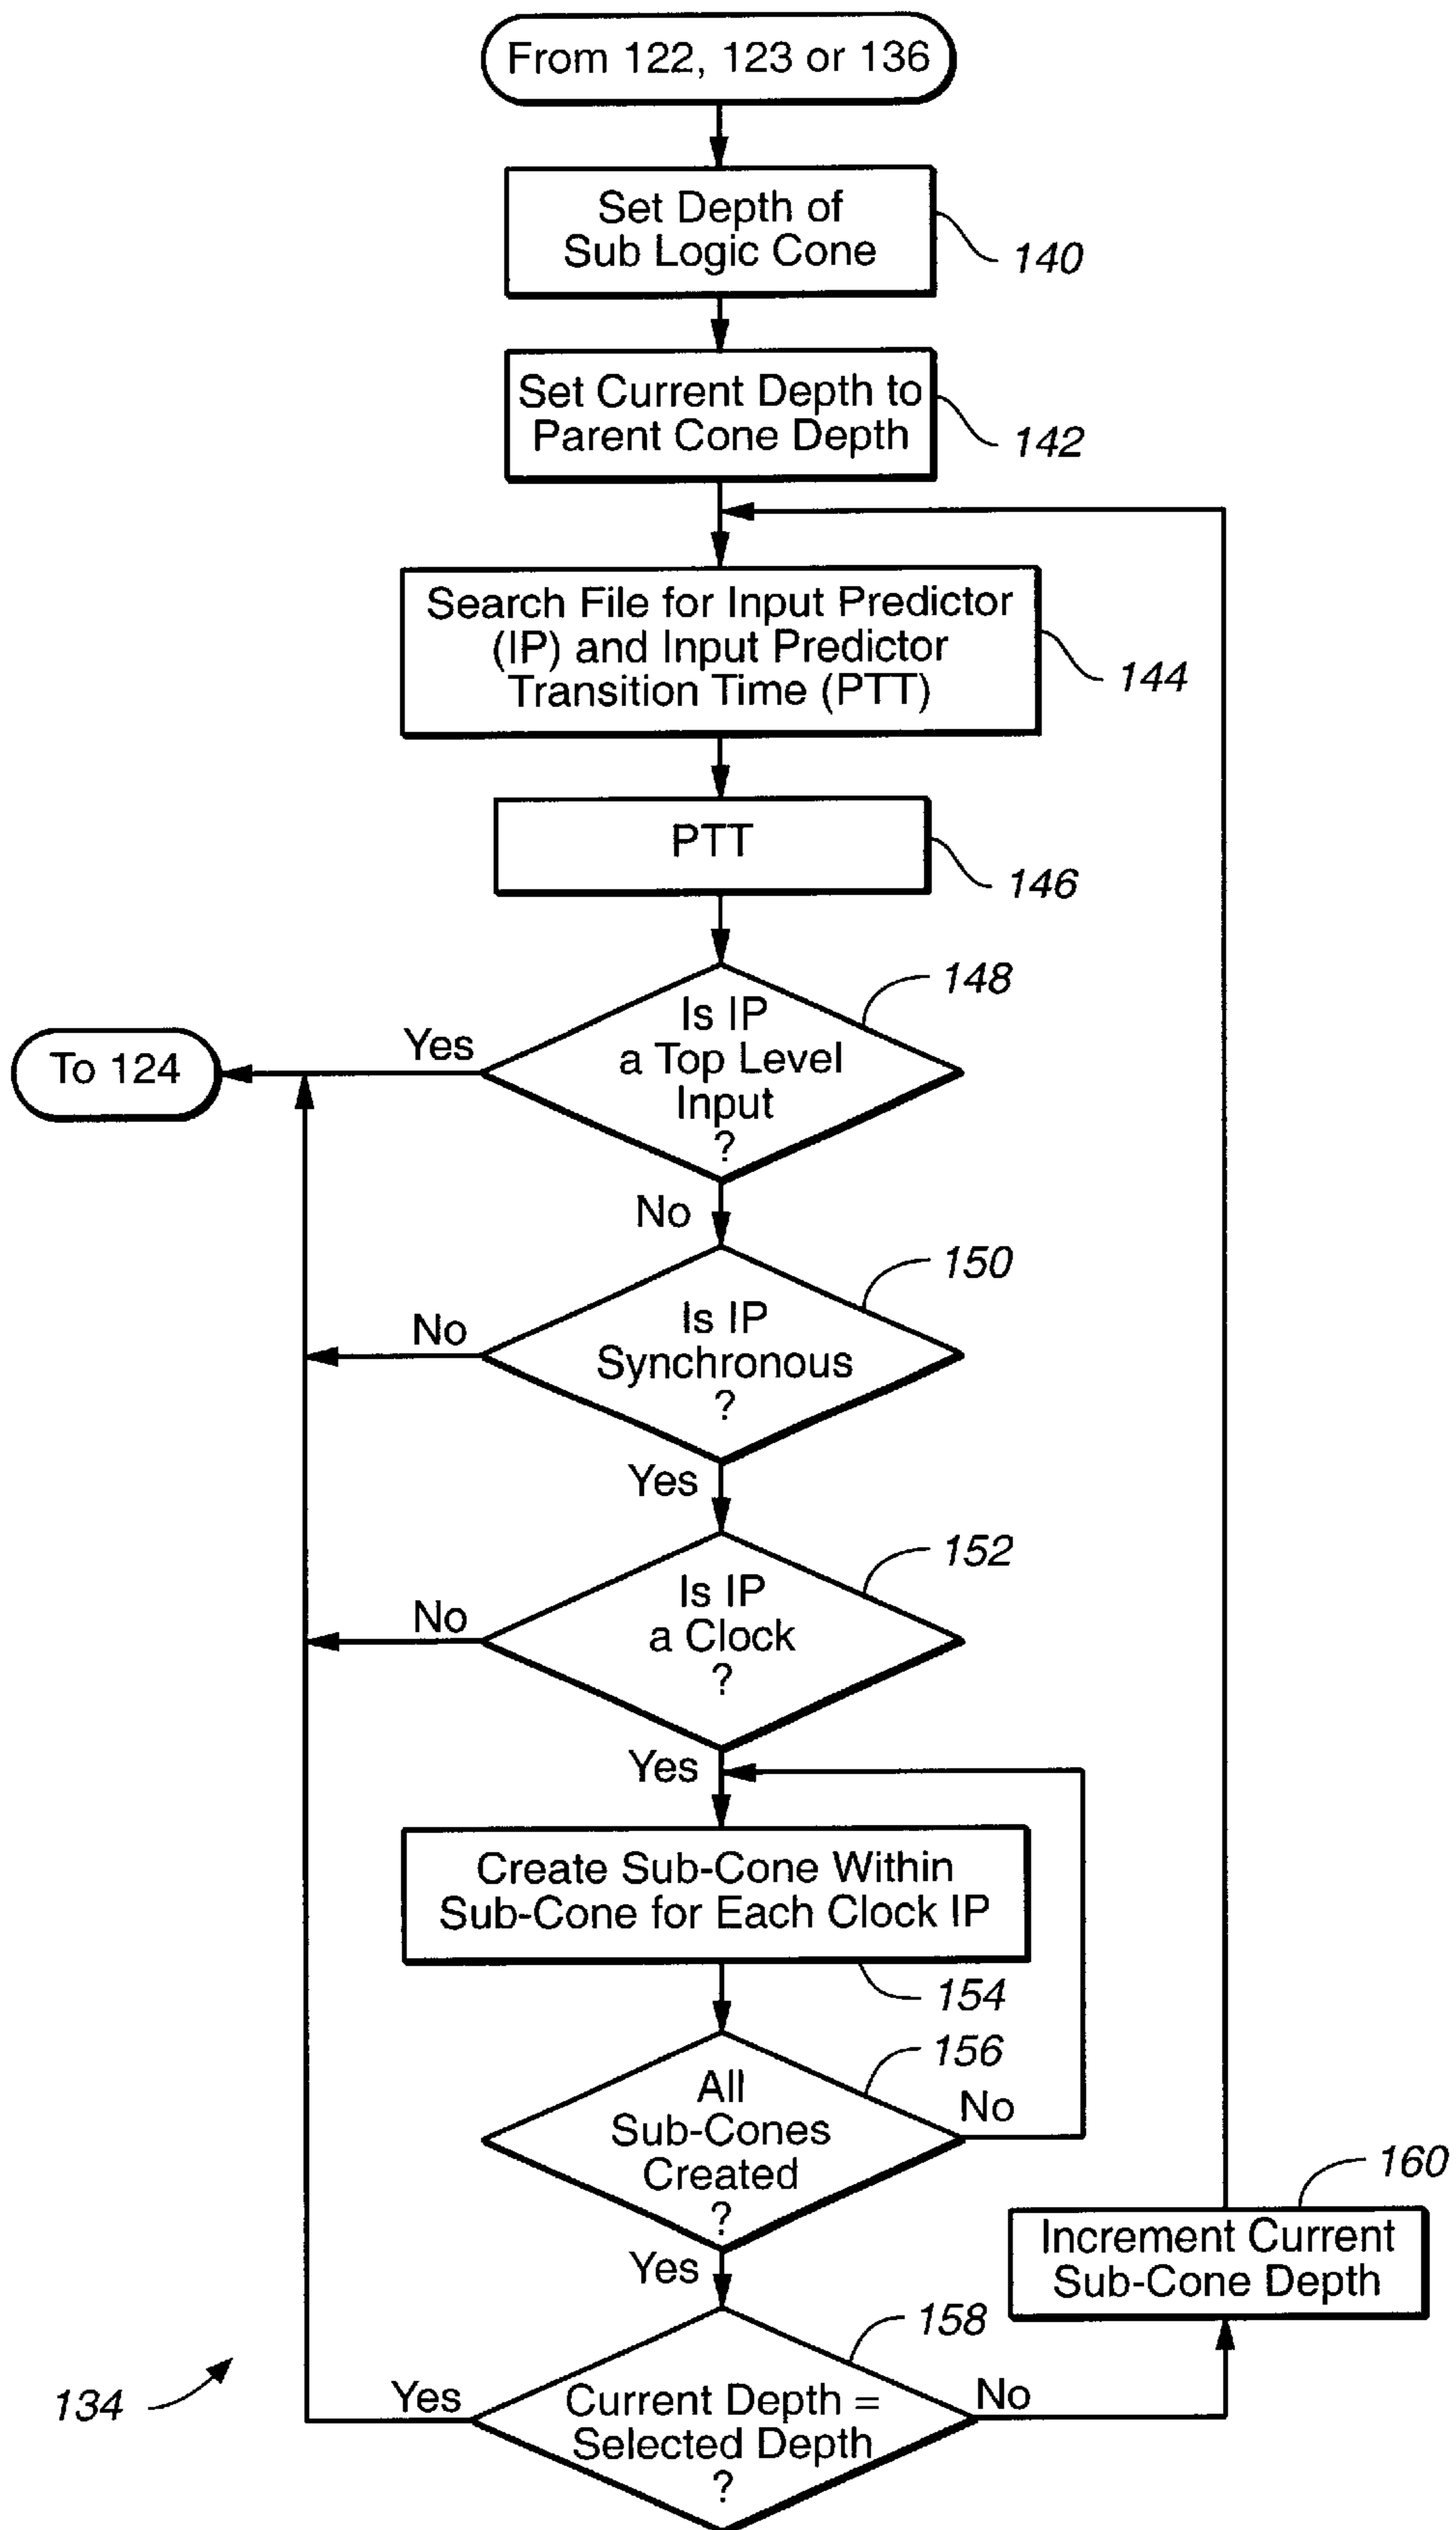 From 122, 123 or 136
Set Depth of
Sub Logic Cone
140
Set Current Depth to
Parent Cone Depth
142
Search File for Input Predictor
(IP) and Input Predictor
Transition Time (PTT)
144
PTT
146
148
Is IP
a Top Level
Input
?
Yes
To 124
No
150
Is IP
Synchronous
?
No
Yes
152
Is IP
a Clock
?
No
Yes
Create Sub-Cone Within
Sub-Cone for Each Clock IP
154
156
All
Sub-Cones
Created
?
No
Yes
160
Increment Current
Sub-Cone Depth
158
Current Depth =
Selected Depth
?
Yes
No
134